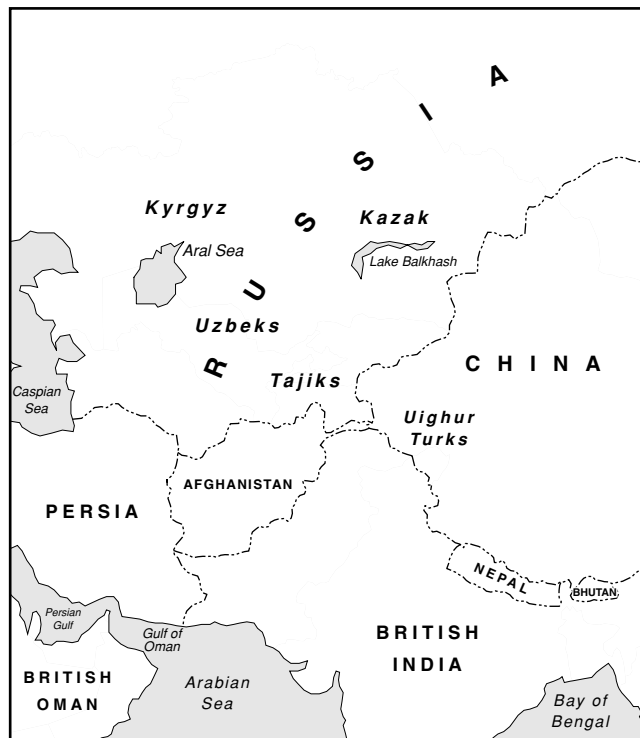 RUSSIA
Kyrgyz
Kazak
Aral Sea
Lake Balkhash
Uzbeks
Tajiks
CHINA
Caspian
Sea
Uighur
Turks
AFGHANISTAN
PERSIA
NEPAL
BHUTAN
Persian
Gulf
Gulf of
Oman
BRITISH
INDIA
BRITISH
OMAN
Arabian
Sea
Bay of
Bengal